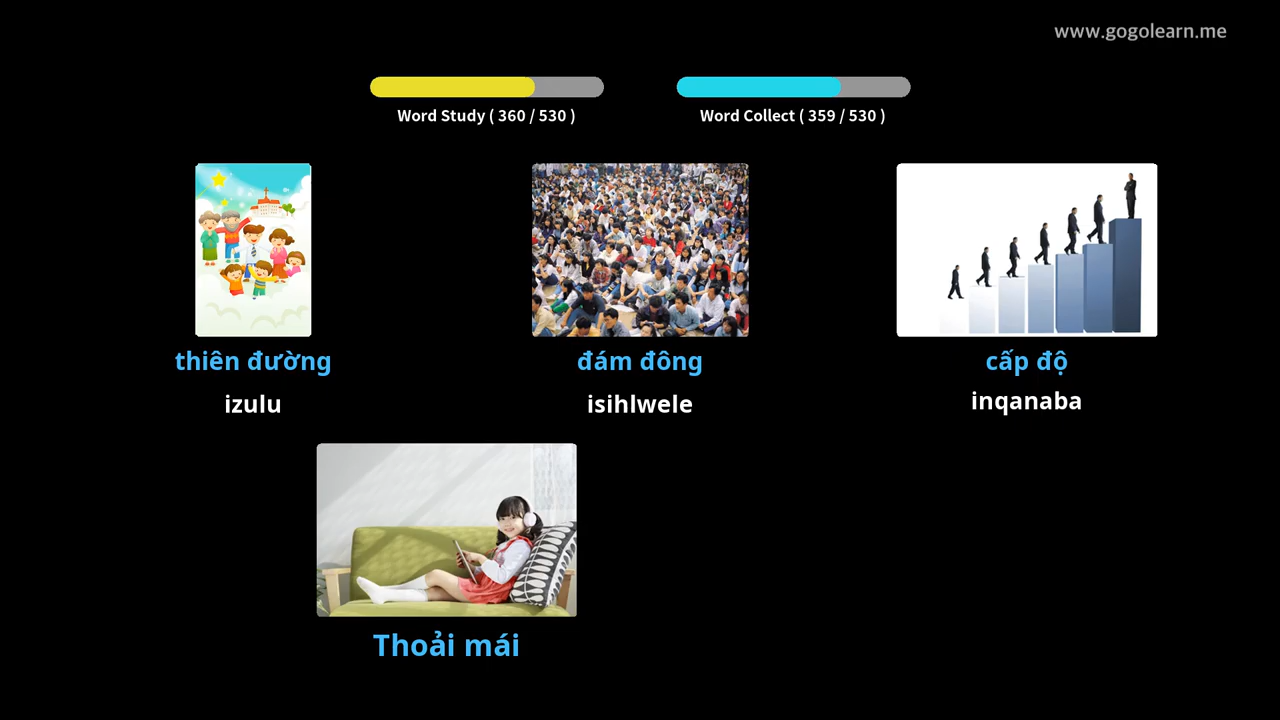 www.gogolearn.me
Word Study ( 360 / 530 )
Word Collect ( 359 / 530 )
thiên đường
izulu
đám đông
isihlwele
cấp độ
inqanaba
Thoải mái